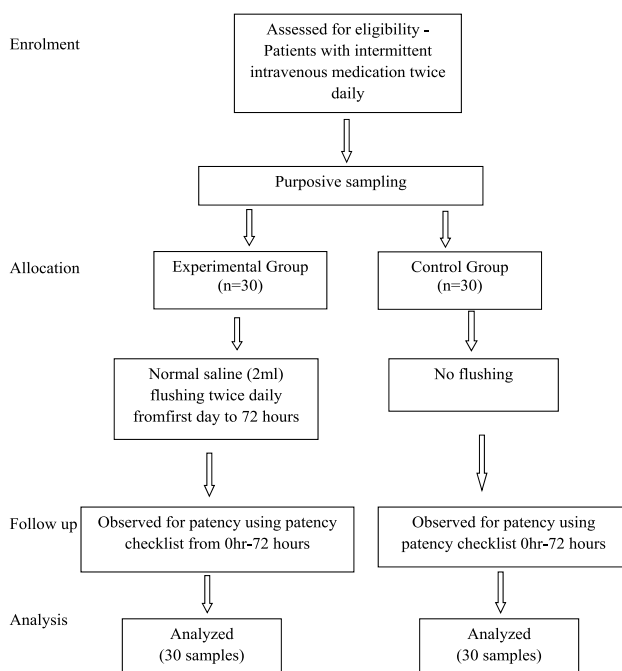 Enrolment
Assessed for eligibility -
Patients with intermittent
intravenous medication twice
daily
Purposive sampling
Allocation
Experimental Group
(n=30)
Control Group
(n=30)
Normal saline (2ml)
flushing twice daily
fromfirst day to 72 hours
No flushing
Follow up
Observed for patency using patency
checklist from 0hr-72 hours
Observed for patency using
patency checklist 0hr-72 hours
Analysis
Analyzed
(30 samples)
Analyzed
(30 samples)